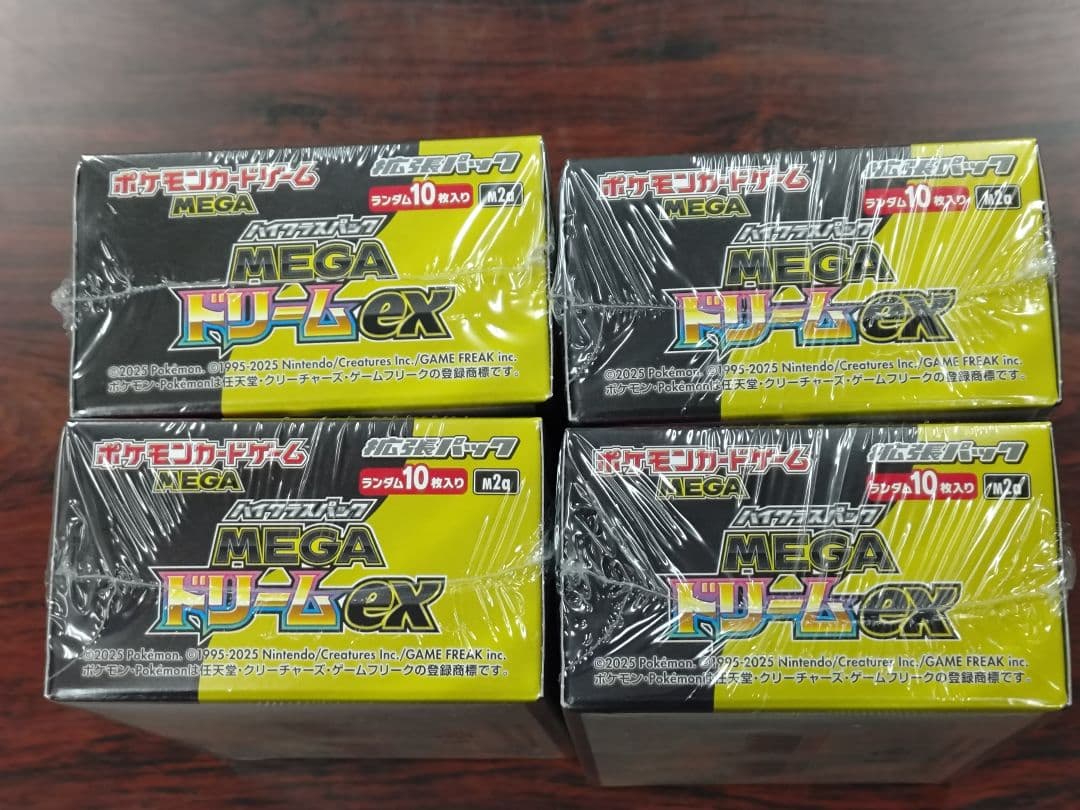 ポケモンカードゲーム
MEGA
拡張パック
ランダム10枚入り M2a
ハイクラスパック
MEGA
ドリームex
©2025 Pokémon. ©1995-2025 Nintendo/Creatures Inc./GAME FREAK inc.
ポケモン・Pokémonは任天堂・クリーチャーズ・ゲームフリークの登録商標です。
ポケモンカードゲーム
MEGA
拡張パック
ランダム10枚入り M2a
ハイクラスパック
MEGA
ドリームex
©2025 Pokémon. ©1995-2025 Nintendo/Creatures Inc./GAME FREAK inc.
ポケモン・Pokémonは任天堂・クリーチャーズ・ゲームフリークの登録商標です。
ポケモンカードゲーム
MEGA
拡張パック
ランダム10枚入り M2a
ハイクラスパック
MEGA
ドリームex
©2025 Pokémon. ©1995-2025 Nintendo/Creatures Inc./GAME FREAK inc.
ポケモン・Pokémonは任天堂・クリーチャーズ・ゲームフリークの登録商標です。
ポケモンカードゲーム
MEGA
拡張パック
ランダム10枚入り M2a
ハイクラスパック
MEGA
ドリームex
©2025 Pokémon. ©1995-2025 Nintendo/Creatures Inc./GAME FREAK inc.
ポケモン・Pokémonは任天堂・クリーチャーズ・ゲームフリークの登録商標です。